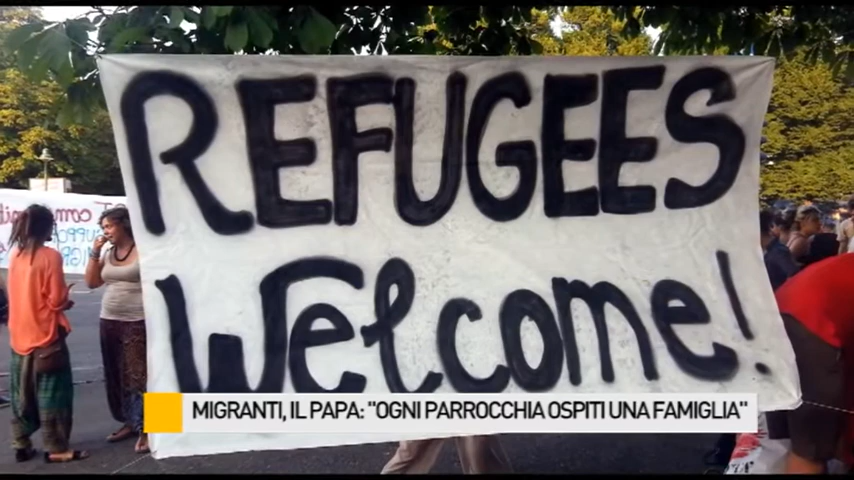 REFUGEES
Welcome!
MIGRANTI, IL PAPA: "OGNI PARROCCHIA OSPITI UNA FAMIGLIA"